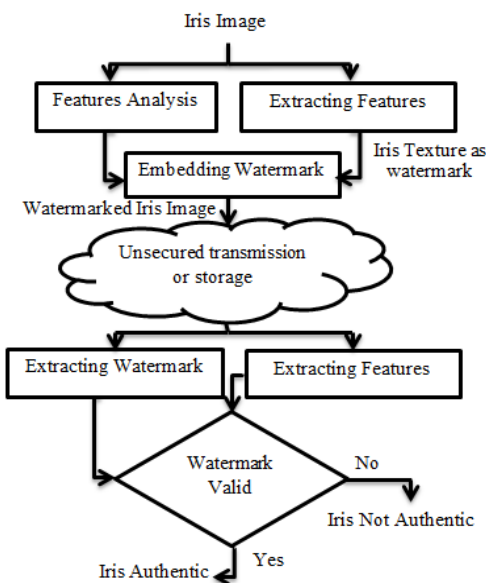 Iris Image
Features Analysis
Extracting Features
Iris Texture as
watermark
Embedding Watermark
Watermarked Iris Image
Unsecured transmission
or storage
Extracting Watermark
Extracting Features
Watermark
Valid
No
Iris Not Authentic
Yes
Iris Authentic